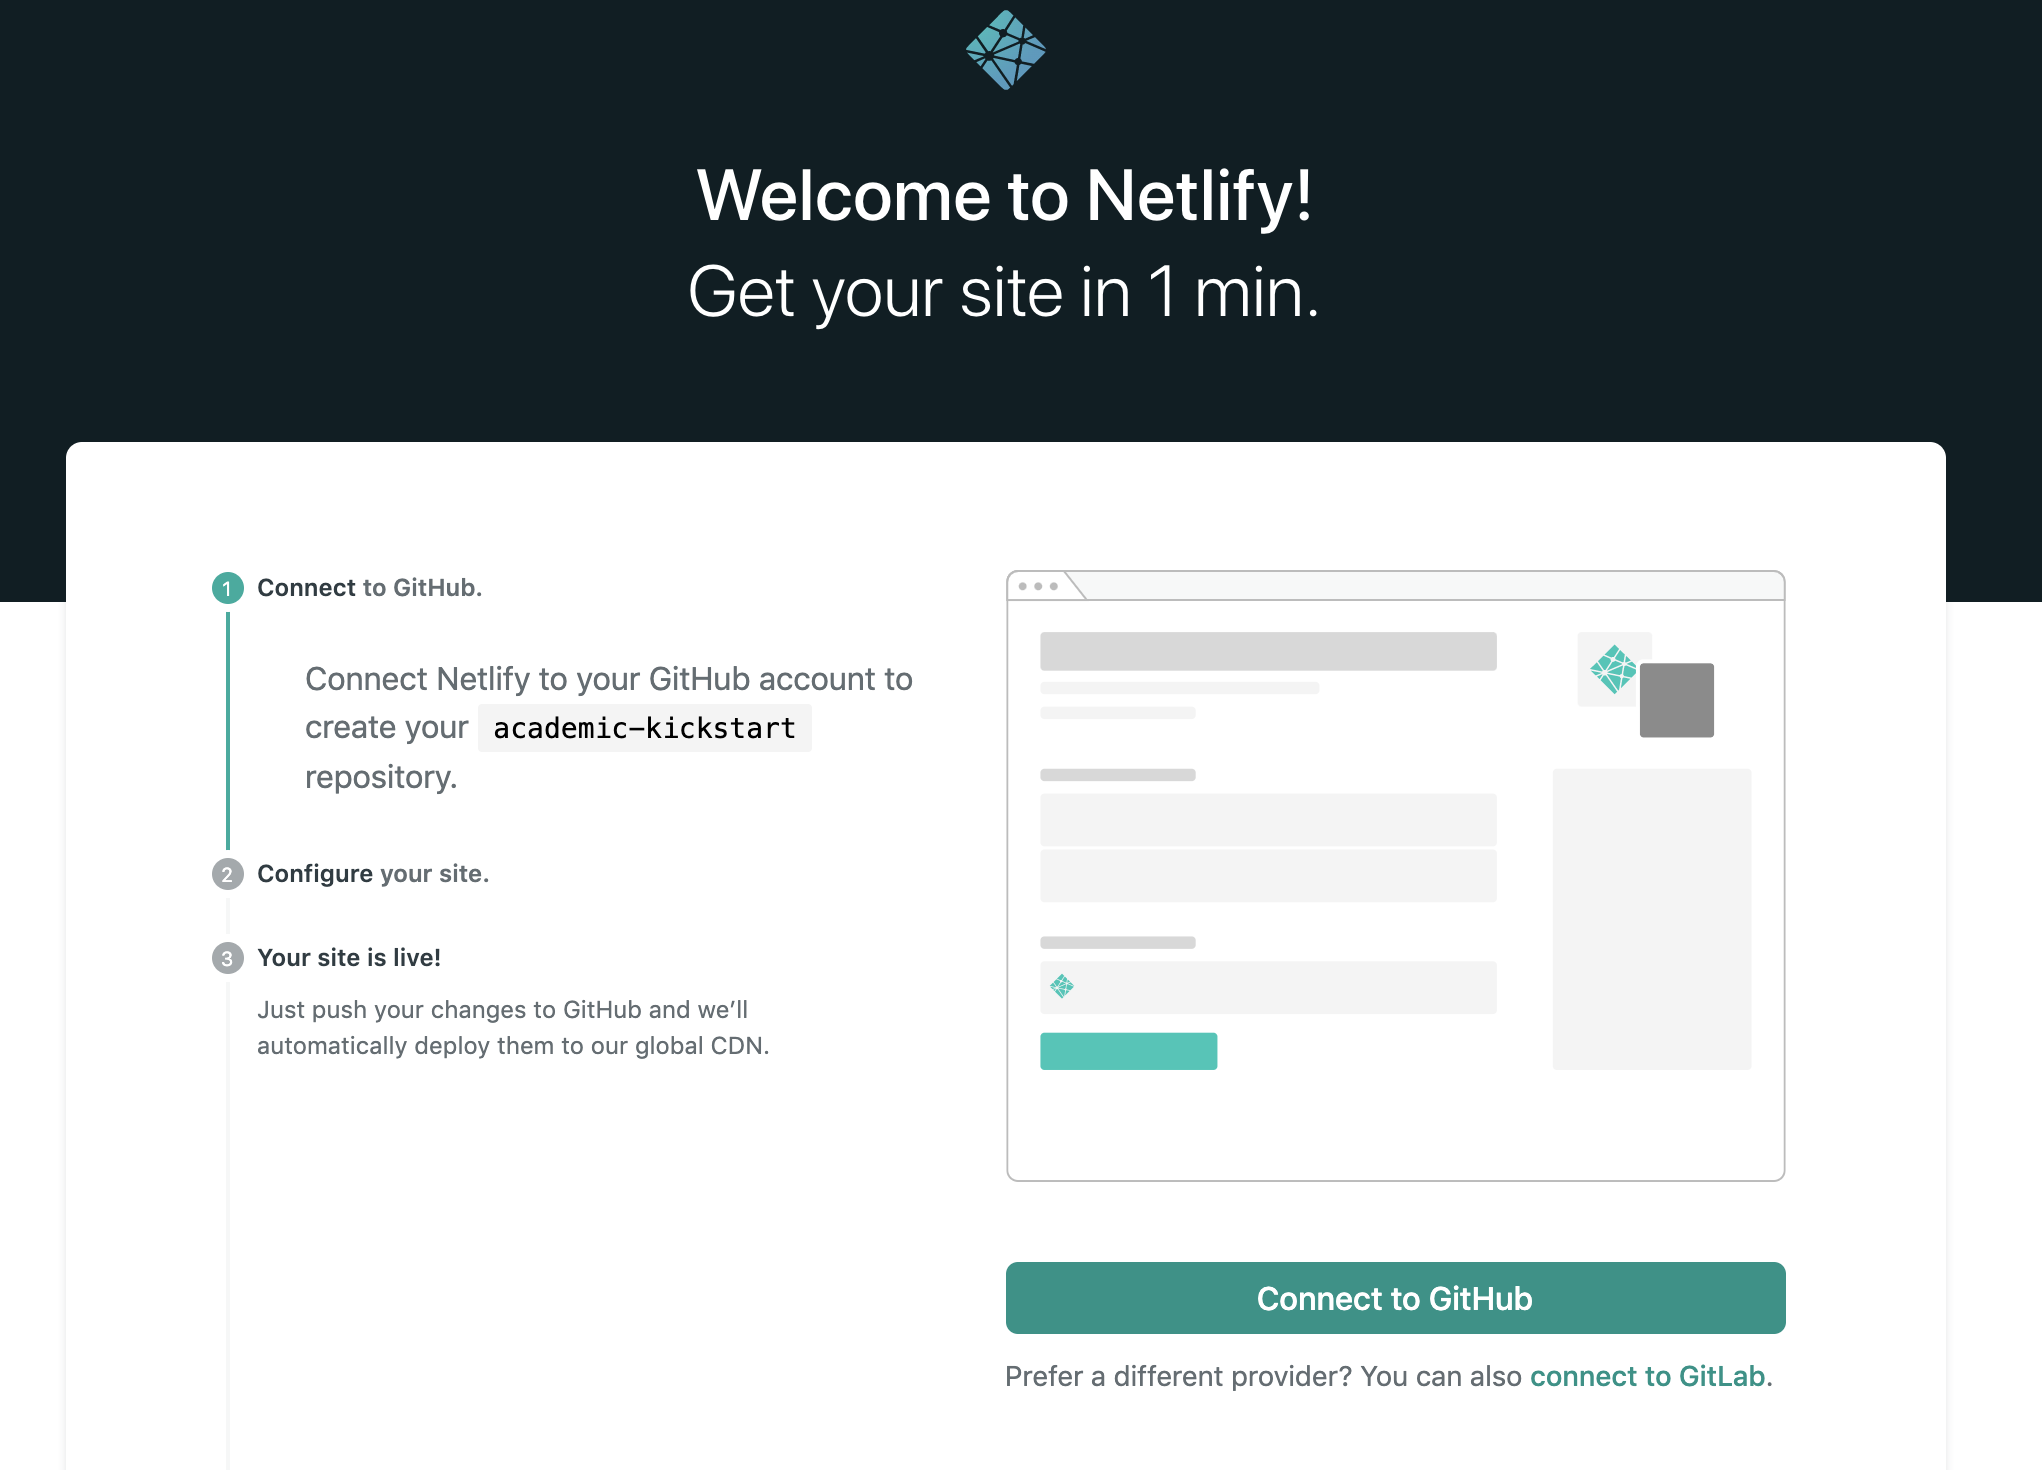 Welcome to Netlify!
Get your site in 1 min.
1 Connect to GitHub.
Connect Netlify to your GitHub account to
create your academic-kickstart
repository.
2 Configure your site.
3 Your site is live!
Just push your changes to GitHub and we’ll
automatically deploy them to our global CDN.
Connect to GitHub
Prefer a different provider? You can also connect to GitLab.